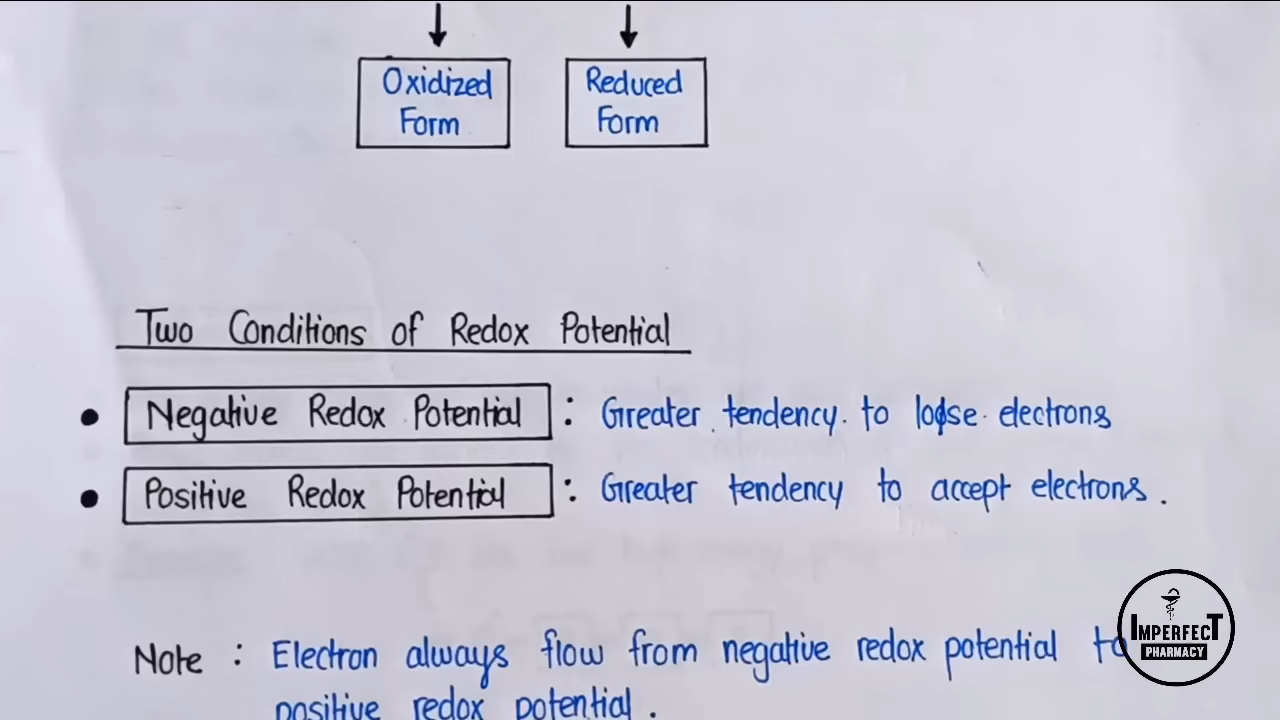 Oxidized
Form
Reduced
Form
Two Conditions of Redox Potential
• Negative Redox Potential : Greater tendency to loose electrons
• Positive Redox Potential : Greater tendency to accept electrons.
Note : Electron always flow from negative redox potential to
positive redox potential.
IMPERFECT
PHARMACY